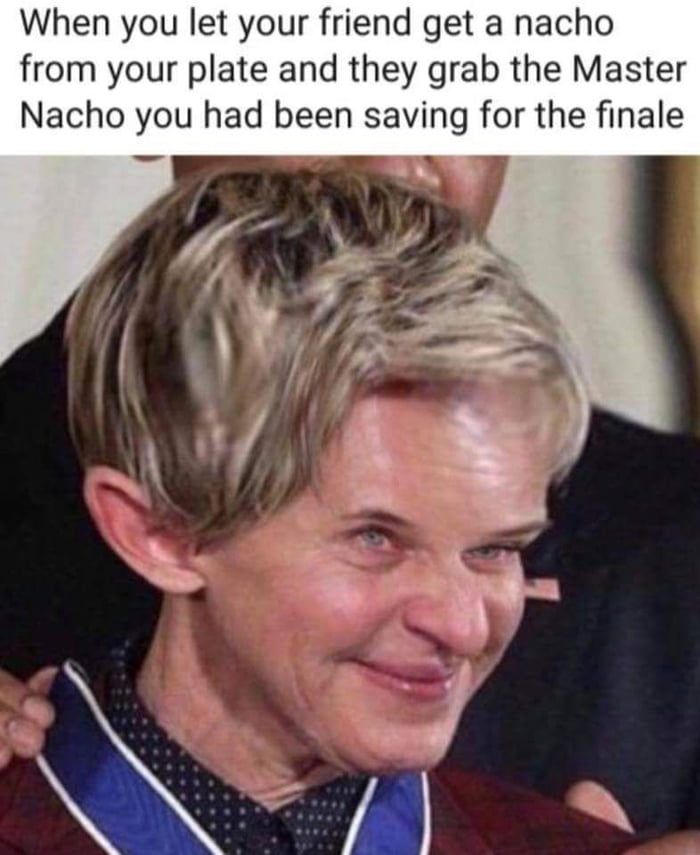 When you let your friend get a nacho
from your plate and they grab the Master
Nacho you had been saving for the finale